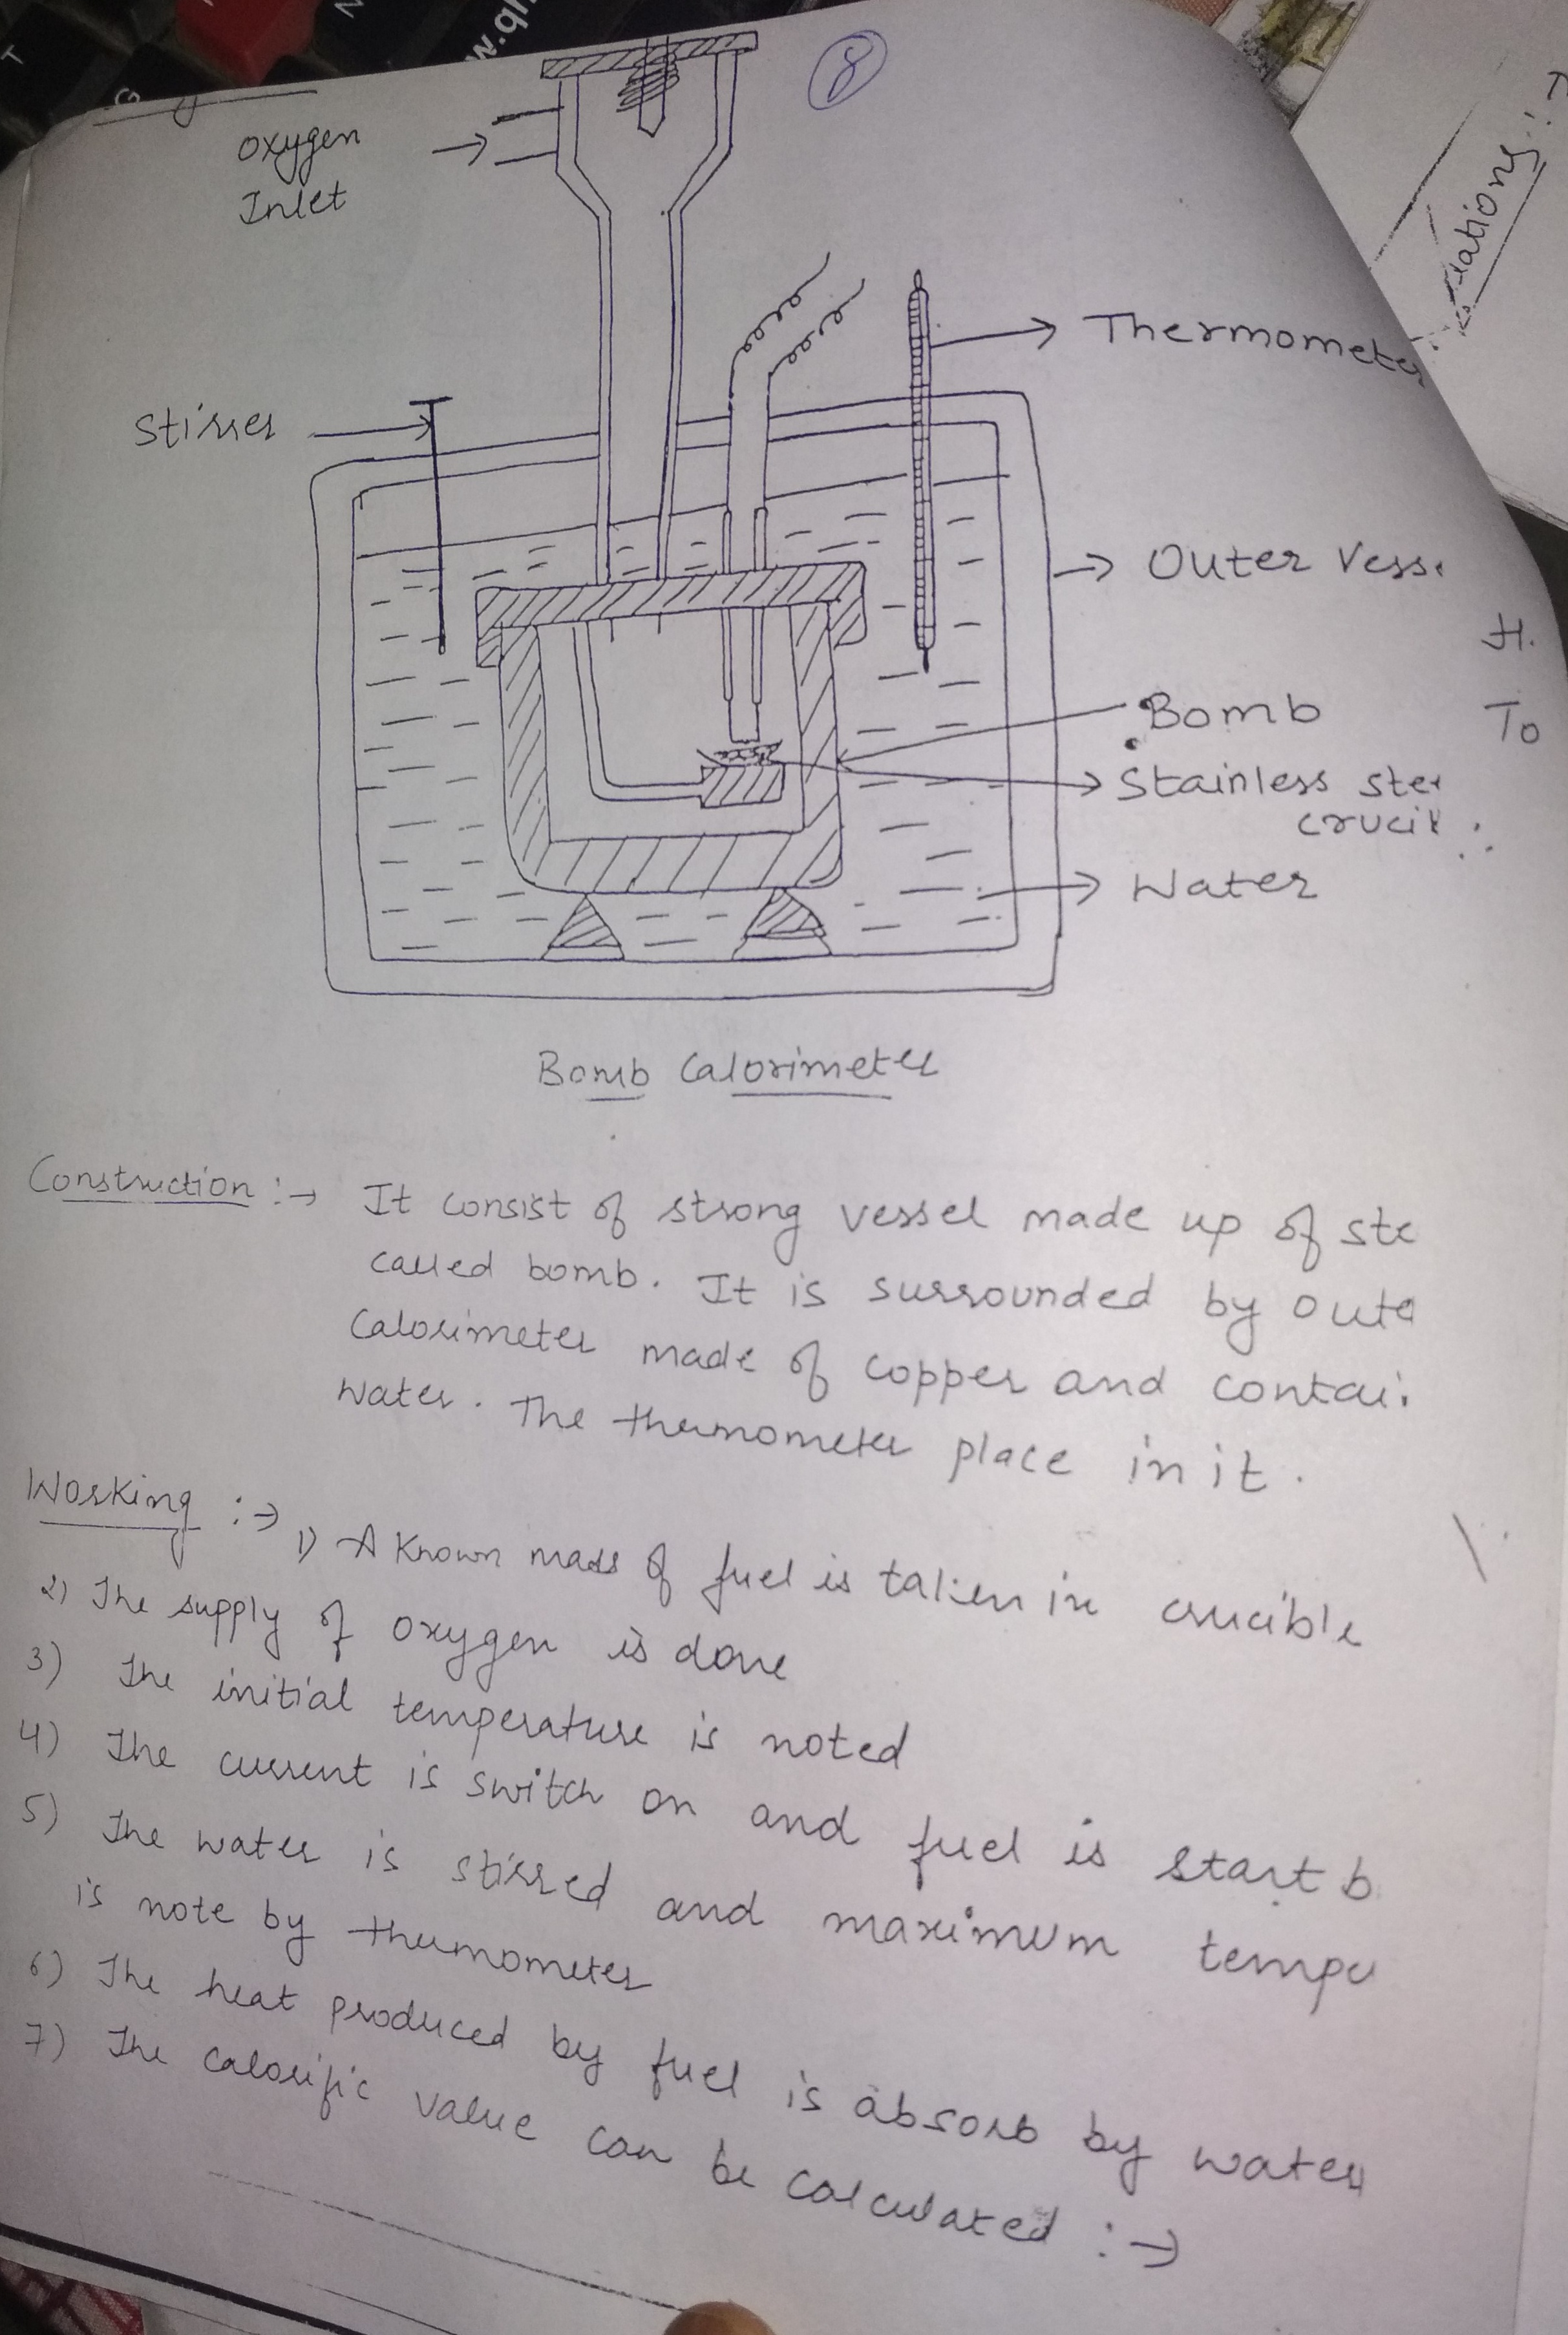 8
Oxygen
Inlet
Thermometer
Stirrer
Outer Vess
Bomb
Stainless stee
crucib
Water
H.
To
Bomb Calorimeter
Construction :→ It consist of strong vessel made up of ste
called bomb. It is surrounded by oute
Calorimeter made of copper and contai
water. The thermometer place in it.
Working :→ 1) A Known mass of fuel is taken in crucible
2) The supply of oxygen is done
3) The initial temperature is noted
4) The current is switch on and fuel is start b
5) The water is stirred and maximum tempe
is note by thermometer
6) The heat produced by fuel is absorb by water
7) The calorific value can be calculated :→